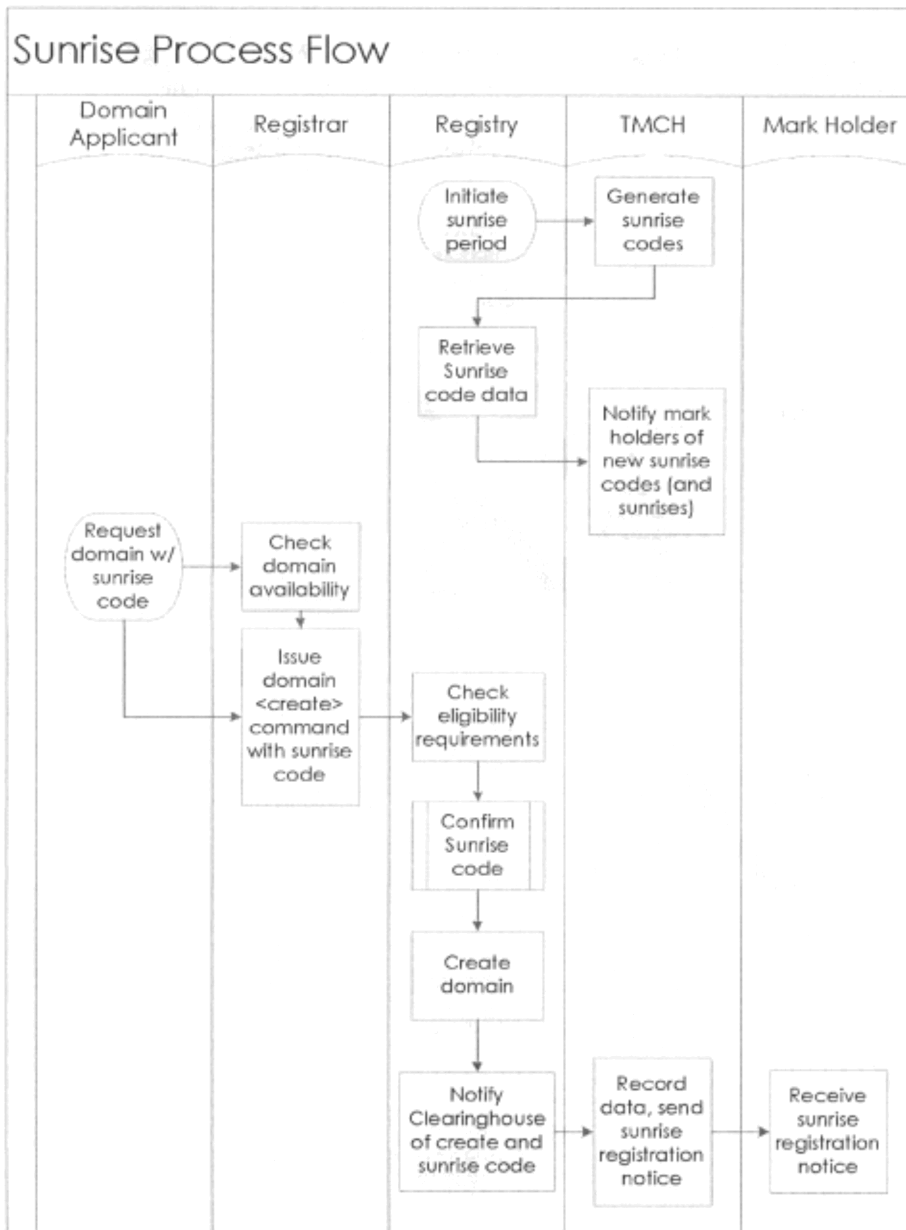 Sunrise Process Flow
Domain
Applicant
Registrar
Registry
TMCH
Mark Holder
Initiate
sunrise
period
Generate
sunrise
codes
Retrieve
Sunrise
code data
Notify mark
holders of
new sunrise
codes (and
sunrises)
Request
domain w/
sunrise
code
Check
domain
availability
Issue
domain
<create>
command
with sunrise
code
Check
eligibility
requirements
Confirm
Sunrise
code
Create
domain
Notify
Clearinghouse
of create and
sunrise code
Record
data, send
sunrise
registration
notice
Receive
sunrise
registration
notice